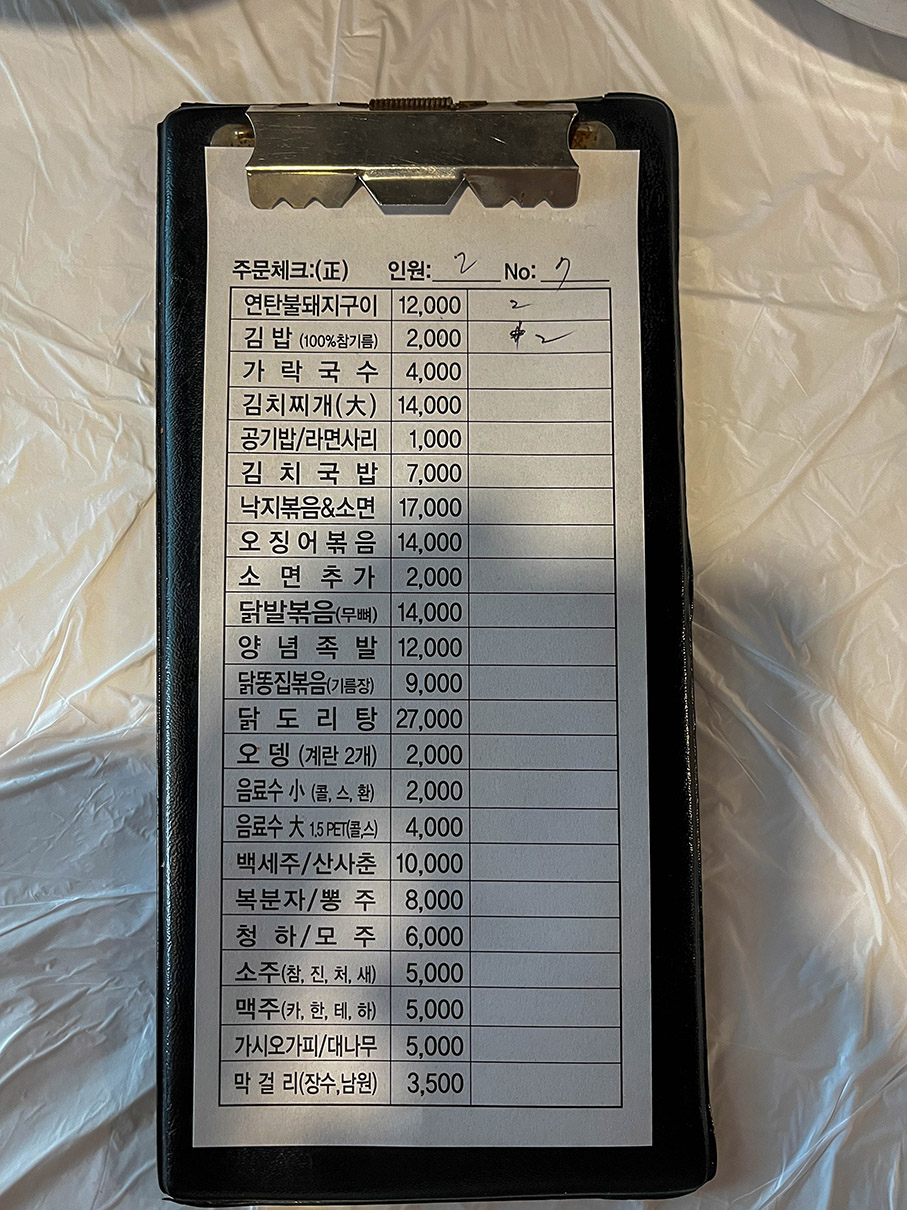 주문체크:(正) 인원: 2 No: 7
연탄불돼지구이 12,000 2
김밥 (100%참기름) 2,000 2
가락국수 4,000
김치찌개(大) 14,000
공기밥/라면사리 1,000
김치국밥 7,000
낙지볶음&소면 17,000
오징어볶음 14,000
소면추가 2,000
닭발볶음(무뼈) 14,000
양념족발 12,000
닭똥집볶음(기름장) 9,000
닭도리탕 27,000
오뎅 (계란 2개) 2,000
음료수 小 (콜, 스, 환) 2,000
음료수 大 1.5 PET(콜,스) 4,000
백세주/산사춘 10,000
복분자/뽕주 8,000
청하/모주 6,000
소주(참, 진, 처, 새) 5,000
맥주(카, 한, 테, 하) 5,000
가시오가피/대나무 5,000
막걸리(장수,남원) 3,500